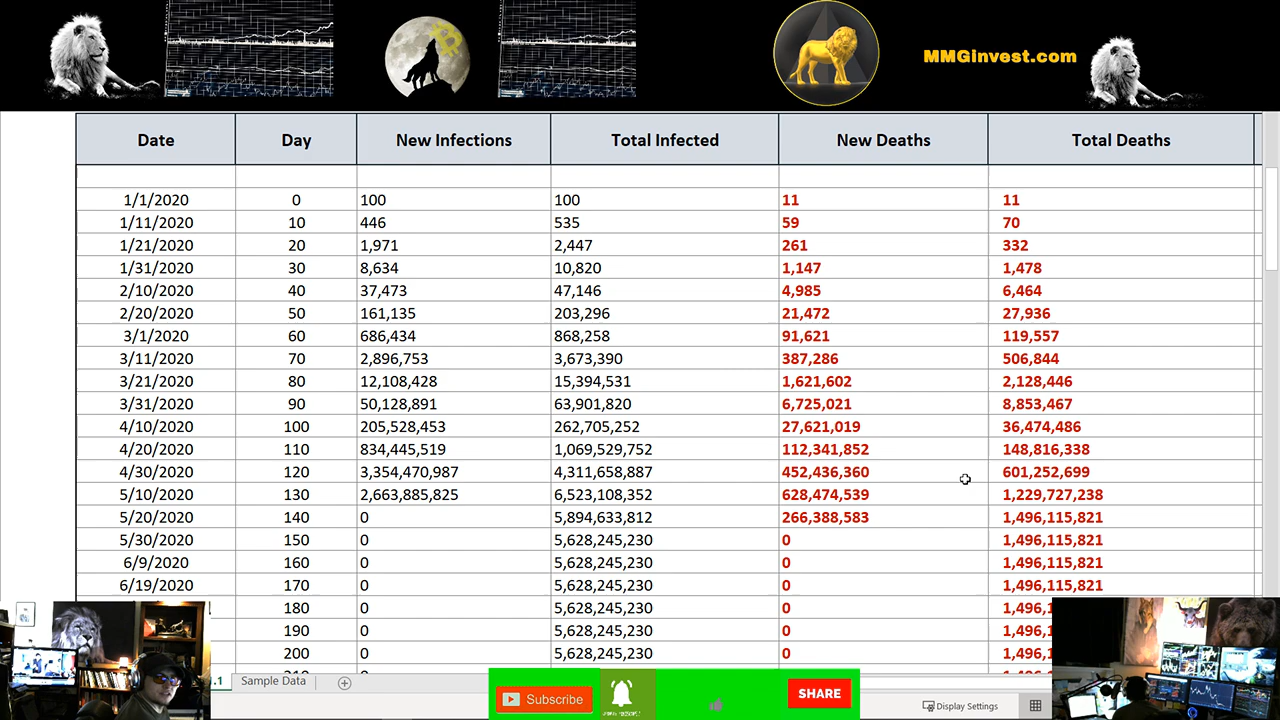 MMGinvest.com
Date Day New Infections Total Infected New Deaths Total Deaths
1/1/2020 0 100 100 11 11
1/11/2020 10 446 535 59 70
1/21/2020 20 1,971 2,447 261 332
1/31/2020 30 8,634 10,820 1,147 1,478
2/10/2020 40 37,473 47,146 4,985 6,464
2/20/2020 50 161,135 203,296 21,472 27,936
3/1/2020 60 686,434 868,258 91,621 119,557
3/11/2020 70 2,896,753 3,673,390 387,286 506,844
3/21/2020 80 12,108,428 15,394,531 1,621,602 2,128,446
3/31/2020 90 50,128,891 63,901,820 6,725,021 8,853,467
4/10/2020 100 205,528,453 262,705,252 27,621,019 36,474,486
4/20/2020 110 834,445,519 1,069,529,752 112,341,852 148,816,338
4/30/2020 120 3,354,470,987 4,311,658,887 452,436,360 601,252,699
5/10/2020 130 2,663,885,825 6,523,108,352 628,474,539 1,229,727,238
5/20/2020 140 0 5,894,633,812 266,388,583 1,496,115,821
5/30/2020 150 0 5,628,245,230 0 1,496,115,821
6/9/2020 160 0 5,628,245,230 0 1,496,115,821
6/19/2020 170 0 5,628,245,230 0 1,496,115,821
180 0 5,628,245,230 0 1,496,1
190 0 5,628,245,230 0 1,496,1
200 0 5,628,245,230 0 1,496,1
.1 Sample Data
Subscribe
SHARE
Display Settings